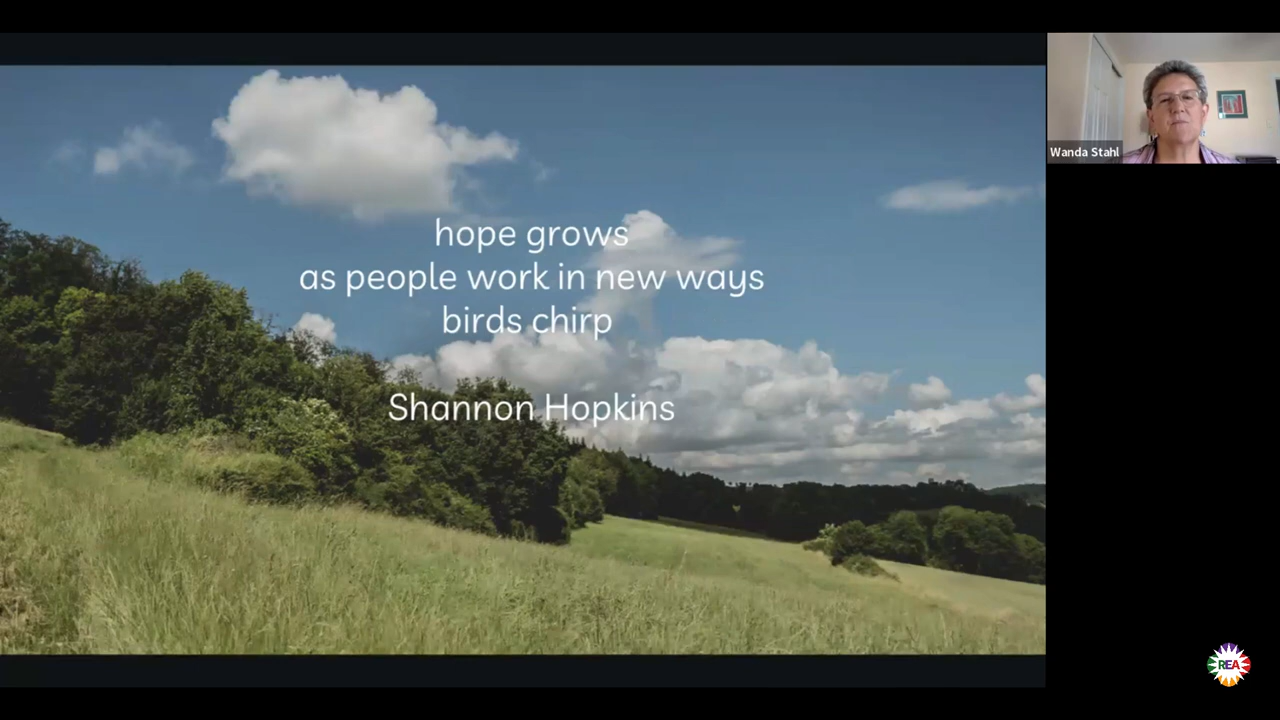 hope grows
as people work in new ways
birds chirp
Shannon Hopkins
Wanda Stahl
REA